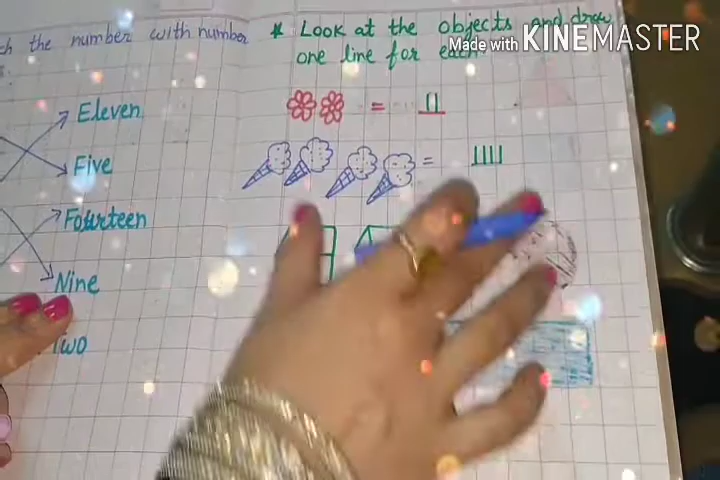 the number with number
Eleven
Five
Fourteen
Nine
Two
* Look at the objects and draw
one line for each
=
=
Made with KINEMASTER